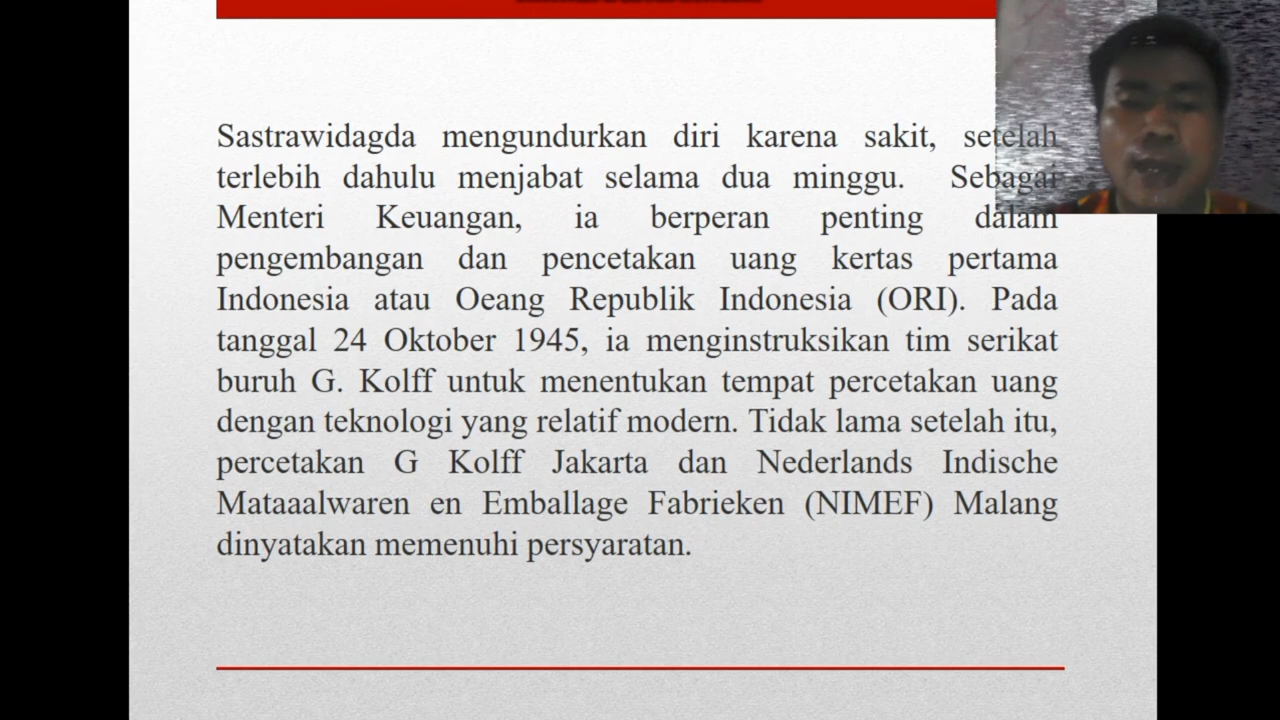 Sastrawidagda mengundurkan diri karena sakit, setelah
terlebih dahulu menjabat selama dua minggu. Sebagai
Menteri Keuangan, ia berperan penting dalam
pengembangan dan pencetakan uang kertas pertama
Indonesia atau Oeang Republik Indonesia (ORI). Pada
tanggal 24 Oktober 1945, ia menginstruksikan tim serikat
buruh G. Kolff untuk menentukan tempat percetakan uang
dengan teknologi yang relatif modern. Tidak lama setelah itu,
percetakan G Kolff Jakarta dan Nederlands Indische
Mataaalwaren en Emballage Fabrieken (NIMEF) Malang
dinyatakan memenuhi persyaratan.